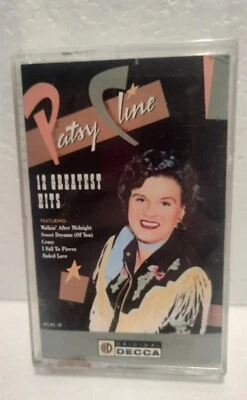 Patsy Cline
12 GREATEST
HITS
FEATURING:
Walkin' After Midnight
Sweet Dreams (Of You)
Crazy
I Fall To Pieces
Faded Love
ORIGINAL
DECCA